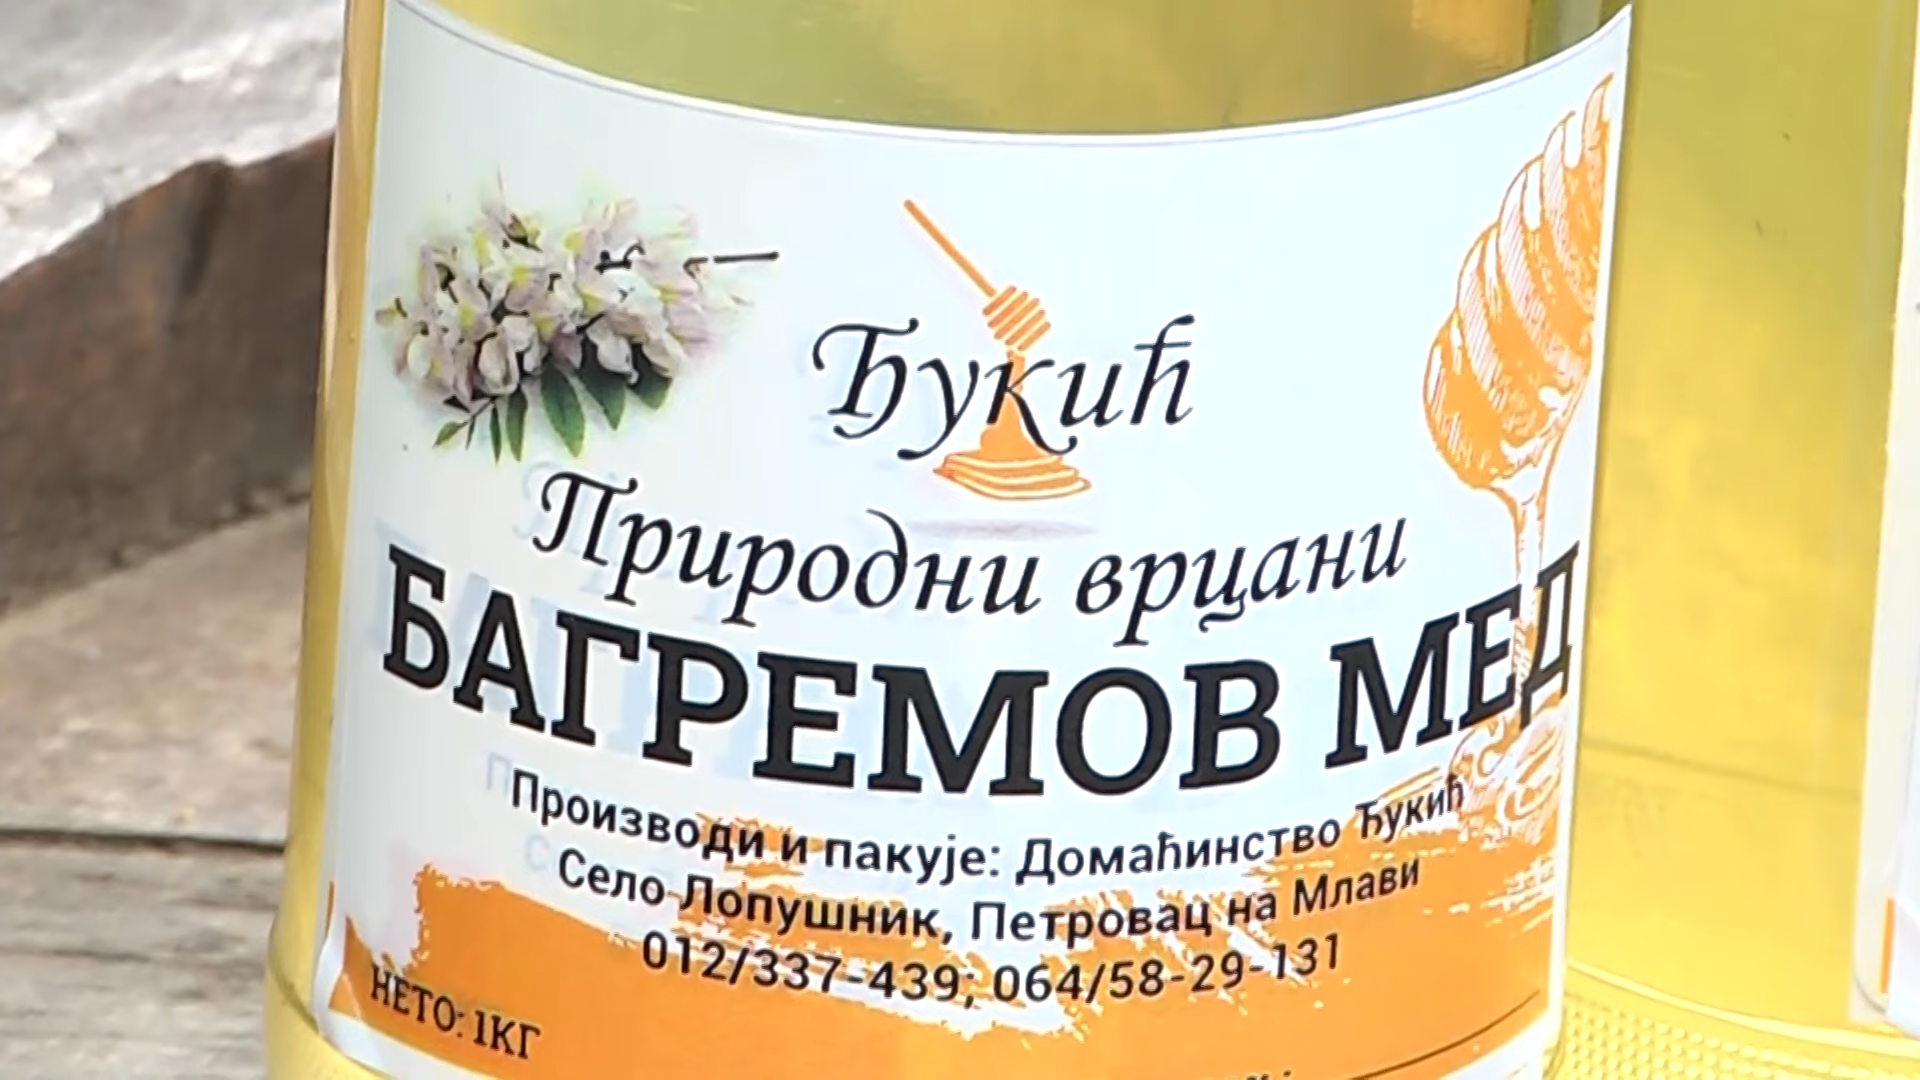 Ђукић
Природни врцани
БАГРЕМОВ МЕД
Производи и пакује: Домаћинство Ђукић
Село Лопушник, Петровац на Млави
012/337-439; 064/58-29-131
НЕТО: 1КГ